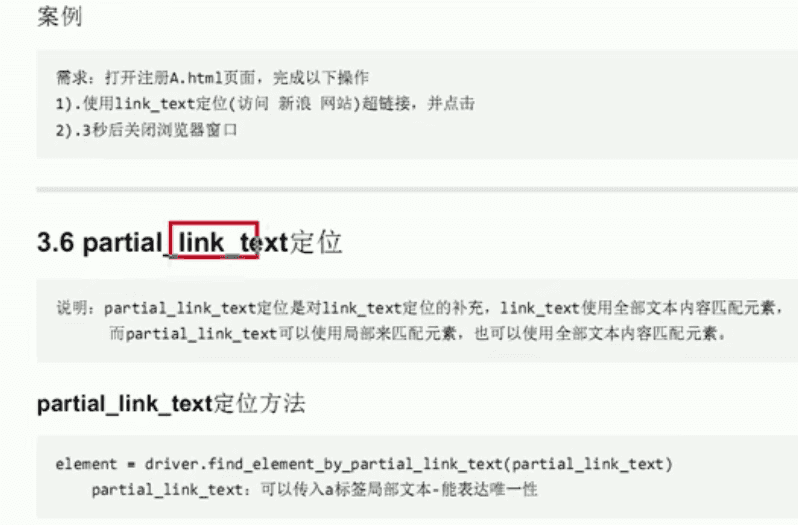 案例
需求：打开注册A.html页面，完成以下操作
1).使用link_text定位(访问 新浪 网站)超链接，并点击
2).3秒后关闭浏览器窗口
3.6 partial_link_text定位
说明：partial_link_text定位是对link_text定位的补充，link_text使用全部文本内容匹配元素，
而partial_link_text可以使用局部来匹配元素，也可以使用全部文本内容匹配元素。
partial_link_text定位方法
element = driver.find_element_by_partial_link_text(partial_link_text)
partial_link_text：可以传入a标签局部文本-能表达唯一性